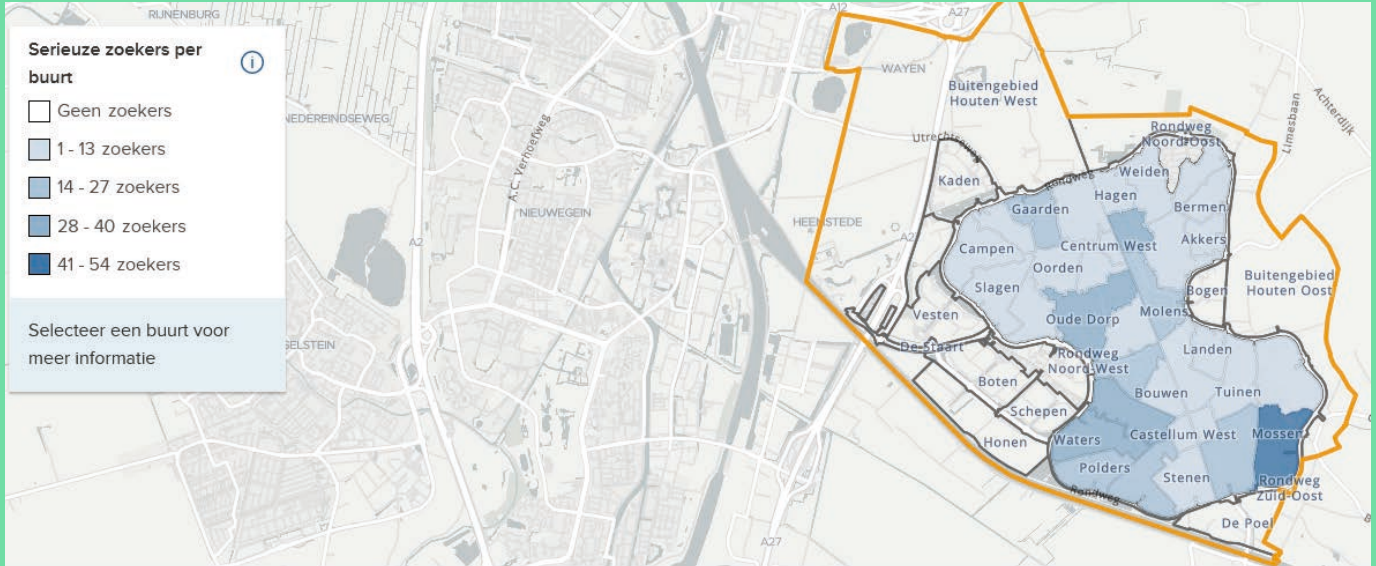 RIJNENBURG
A12
A27
Serieuze zoekers per
buurt
i
Geen zoekers
1 - 13 zoekers
14 - 27 zoekers
28 - 40 zoekers
41 - 54 zoekers
Selecteer een buurt voor
meer informatie
NEDEREINDSEWEG
A.C. Verhoefweg
NIEUWEGEIN
A2
SELSTEIN
WAYEN
Buitengebied
Houten West
Limesbaan
Achterdijk
Utrechtseweg
Rondweg
Noord-Oost
Kaden
Rondweg
Weiden
Hagen
Gaarden
Bermen
HEEMSTEDE
A27
Campen
Centrum West
Akkers
Oorden
Slagen
Bogen
Buitengebied
Houten Oost
Vesten
Oude Dorp
Molens
De Staart
Rondweg
Noord-West
Landen
Boten
Bouwen
Tuinen
Schepen
Honen
Waters
Castellum West
Mossen
Polders
Stenen
Rondweg
Zuid-Oost
Rondweg
De Poel
A27